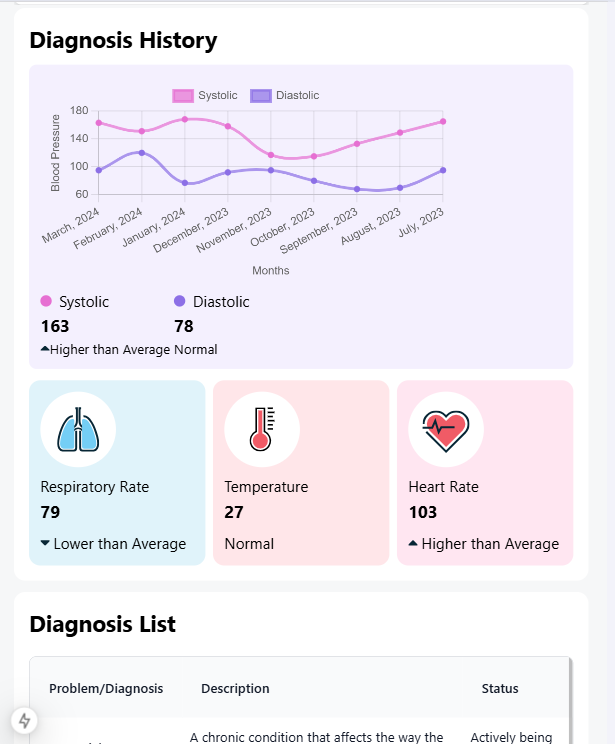 Diagnosis History
Systolic Diastolic
180
140
100
60
Blood Pressure
March, 2024
February, 2024
January, 2024
December, 2023
November, 2023
October, 2023
September, 2023
August, 2023
July, 2023
Months
Systolic Diastolic
163 78
Higher than Average Normal
Respiratory Rate Temperature Heart Rate
79 27 103
Lower than Average Normal Higher than Average
Diagnosis List
Problem/Diagnosis Description Status
A chronic condition that affects the way the Actively being